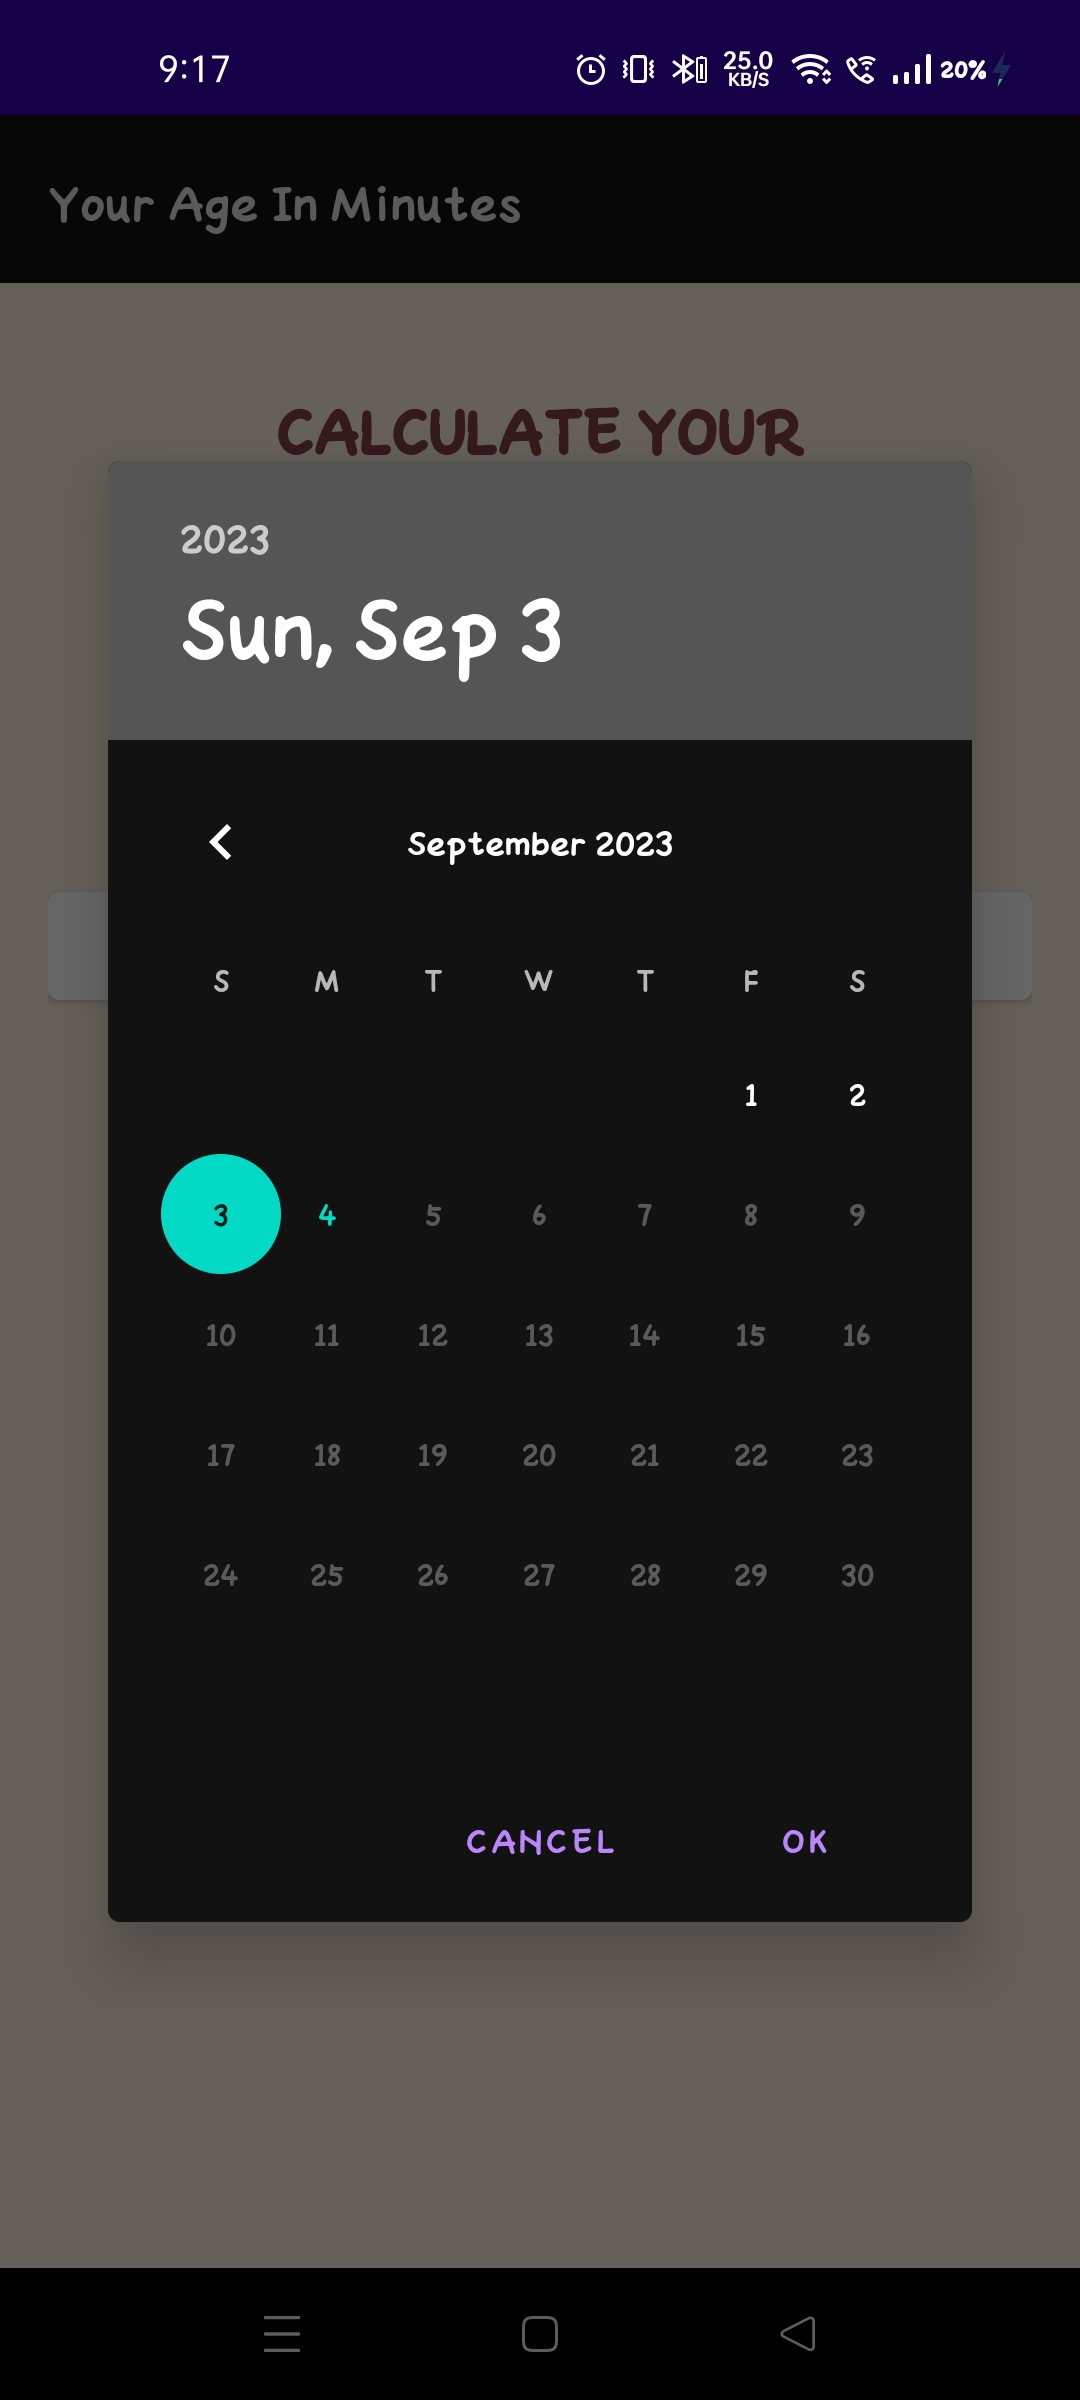 9:17 25.0 KB/S 20%
Your Age In Minutes
CALCULATE YOUR
2023
Sun, Sep 3
September 2023
S M T W T F S
1 2
3 4 5 6 7 8 9
10 11 12 13 14 15 16
17 18 19 20 21 22 23
24 25 26 27 28 29 30
CANCEL OK